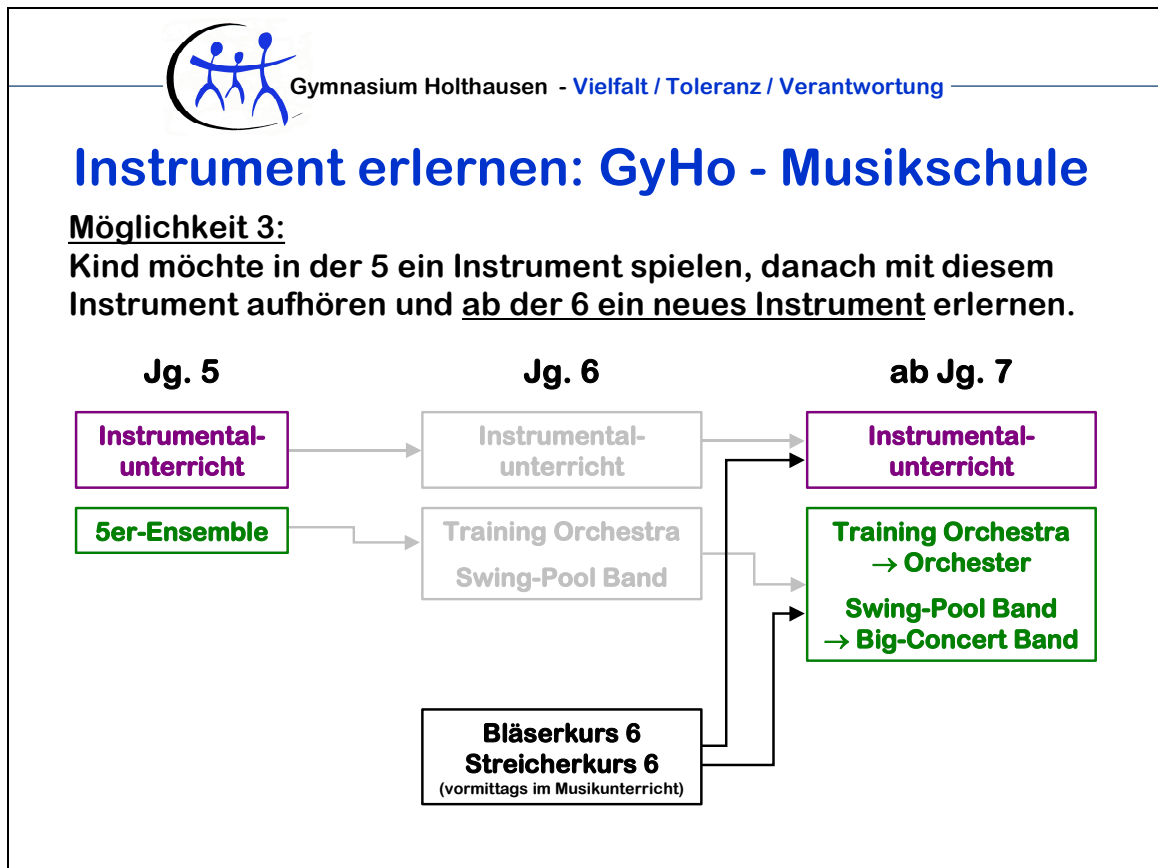 Gymnasium Holthausen - Vielfalt / Toleranz / Verantwortung
Instrument erlernen: GyHo - Musikschule
Möglichkeit 3:
Kind möchte in der 5 ein Instrument spielen, danach mit diesem
Instrument aufhören und ab der 6 ein neues Instrument erlernen.
Jg. 5
Jg. 6
ab Jg. 7
Instrumental-
unterricht
Instrumental-
unterricht
Instrumental-
unterricht
5er-Ensemble
Training Orchestra
Swing-Pool Band
Training Orchestra
→ Orchester
Swing-Pool Band
→ Big-Concert Band
Bläserkurs 6
Streicherkurs 6
(vormittags im Musikunterricht)